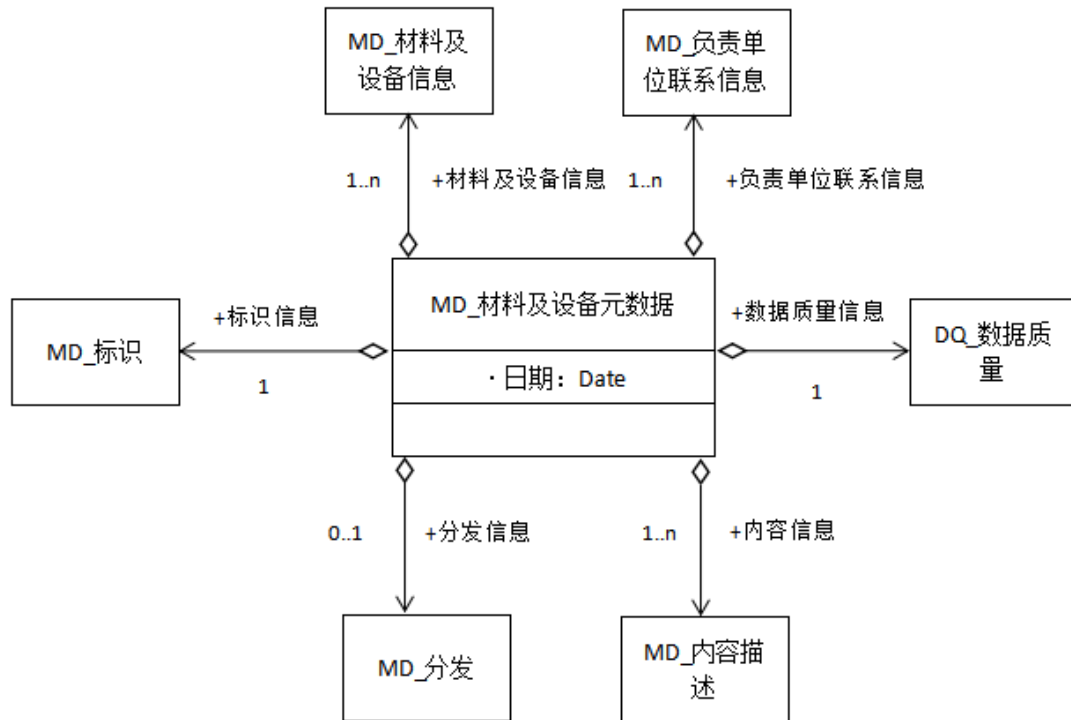 MD_材料及
设备信息
MD_负责单
位联系信息
1..n
+材料及设备信息
1..n
+负责单位联系信息
MD_材料及设备元数据
+标识信息
+数据质量信息
MD_标识
DQ_数据质
量
·日期：Date
1
1
0..1
+分发信息
1..n
+内容信息
MD_分发
MD_内容描
述